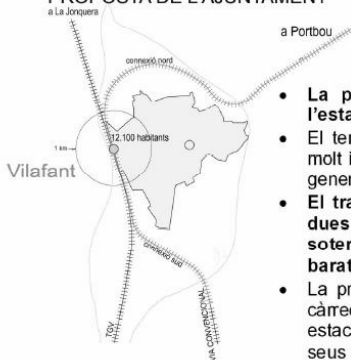 PROPOSTA DE L'AJUNTAMENT
a La Jonquera
a Portbou
connexió nord
12.100 habitants
1 km
Vilafant
connexió sud
TGV
VIA CONVENCIONAL
• La p
l'esta
• El ter
molt i
gener
• El tra
dues
soter
barat
• La pr
càrrec
estac
seus